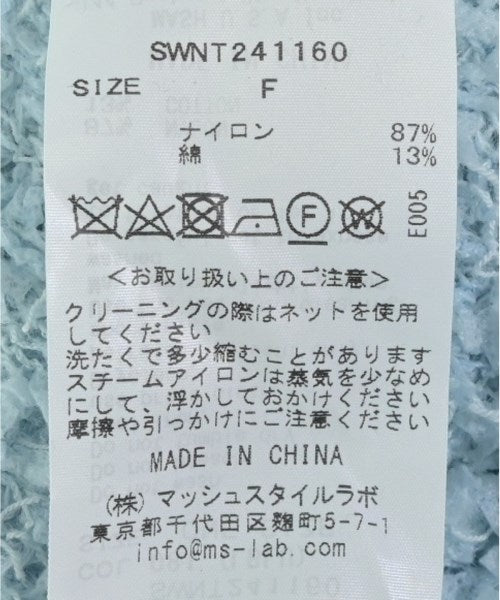 SWNT241160
SIZE F
ナイロン 87%
綿 13%
F W E005
＜お取り扱い上のご注意＞
クリーニングの際はネットを使用
してください
洗たくで多少縮むことがあります
スチームアイロンは蒸気を少なめ
にして、浮かしておかけください
摩擦や引っかけにご注意ください
MADE IN CHINA
(株) マッシュスタイルラボ
東京都千代田区麹町5-7-1
info@ms-lab.com